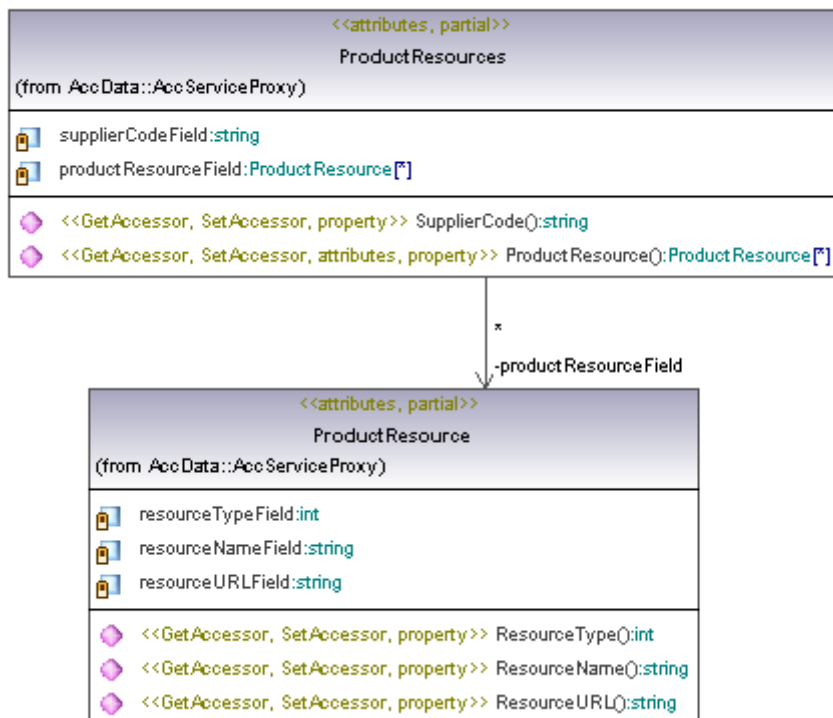 <<attributes, partial>>
ProductResources
(from AccData::AccServiceProxy)
supplierCodeField:string
productResourceField:ProductResource[*]
<<GetAccessor, SetAccessor, property>> SupplierCode():string
<<GetAccessor, SetAccessor, attributes, property>> ProductResource():ProductResource[*]
*
-productResourceField
<<attributes, partial>>
ProductResource
(from AccData::AccServiceProxy)
resourceTypeField:int
resourceNameField:string
resourceURLField:string
<<GetAccessor, SetAccessor, property>> ResourceType():int
<<GetAccessor, SetAccessor, property>> ResourceName():string
<<GetAccessor, SetAccessor, property>> ResourceURL():string